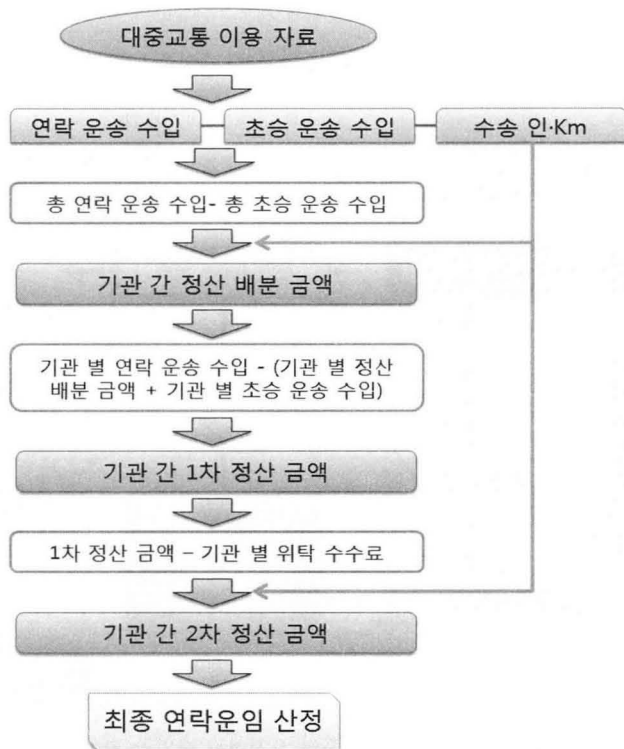 대중교통 이용 자료
연락 운송 수입
초승 운송 수입
수송 인·Km
총 연락 운송 수입- 총 초승 운송 수입
기관 간 정산 배분 금액
기관 별 연락 운송 수입 - (기관 별 정산
배분 금액 + 기관 별 초승 운송 수입)
기관 간 1차 정산 금액
1차 정산 금액 – 기관 별 위탁 수수료
기관 간 2차 정산 금액
최종 연락운임 산정